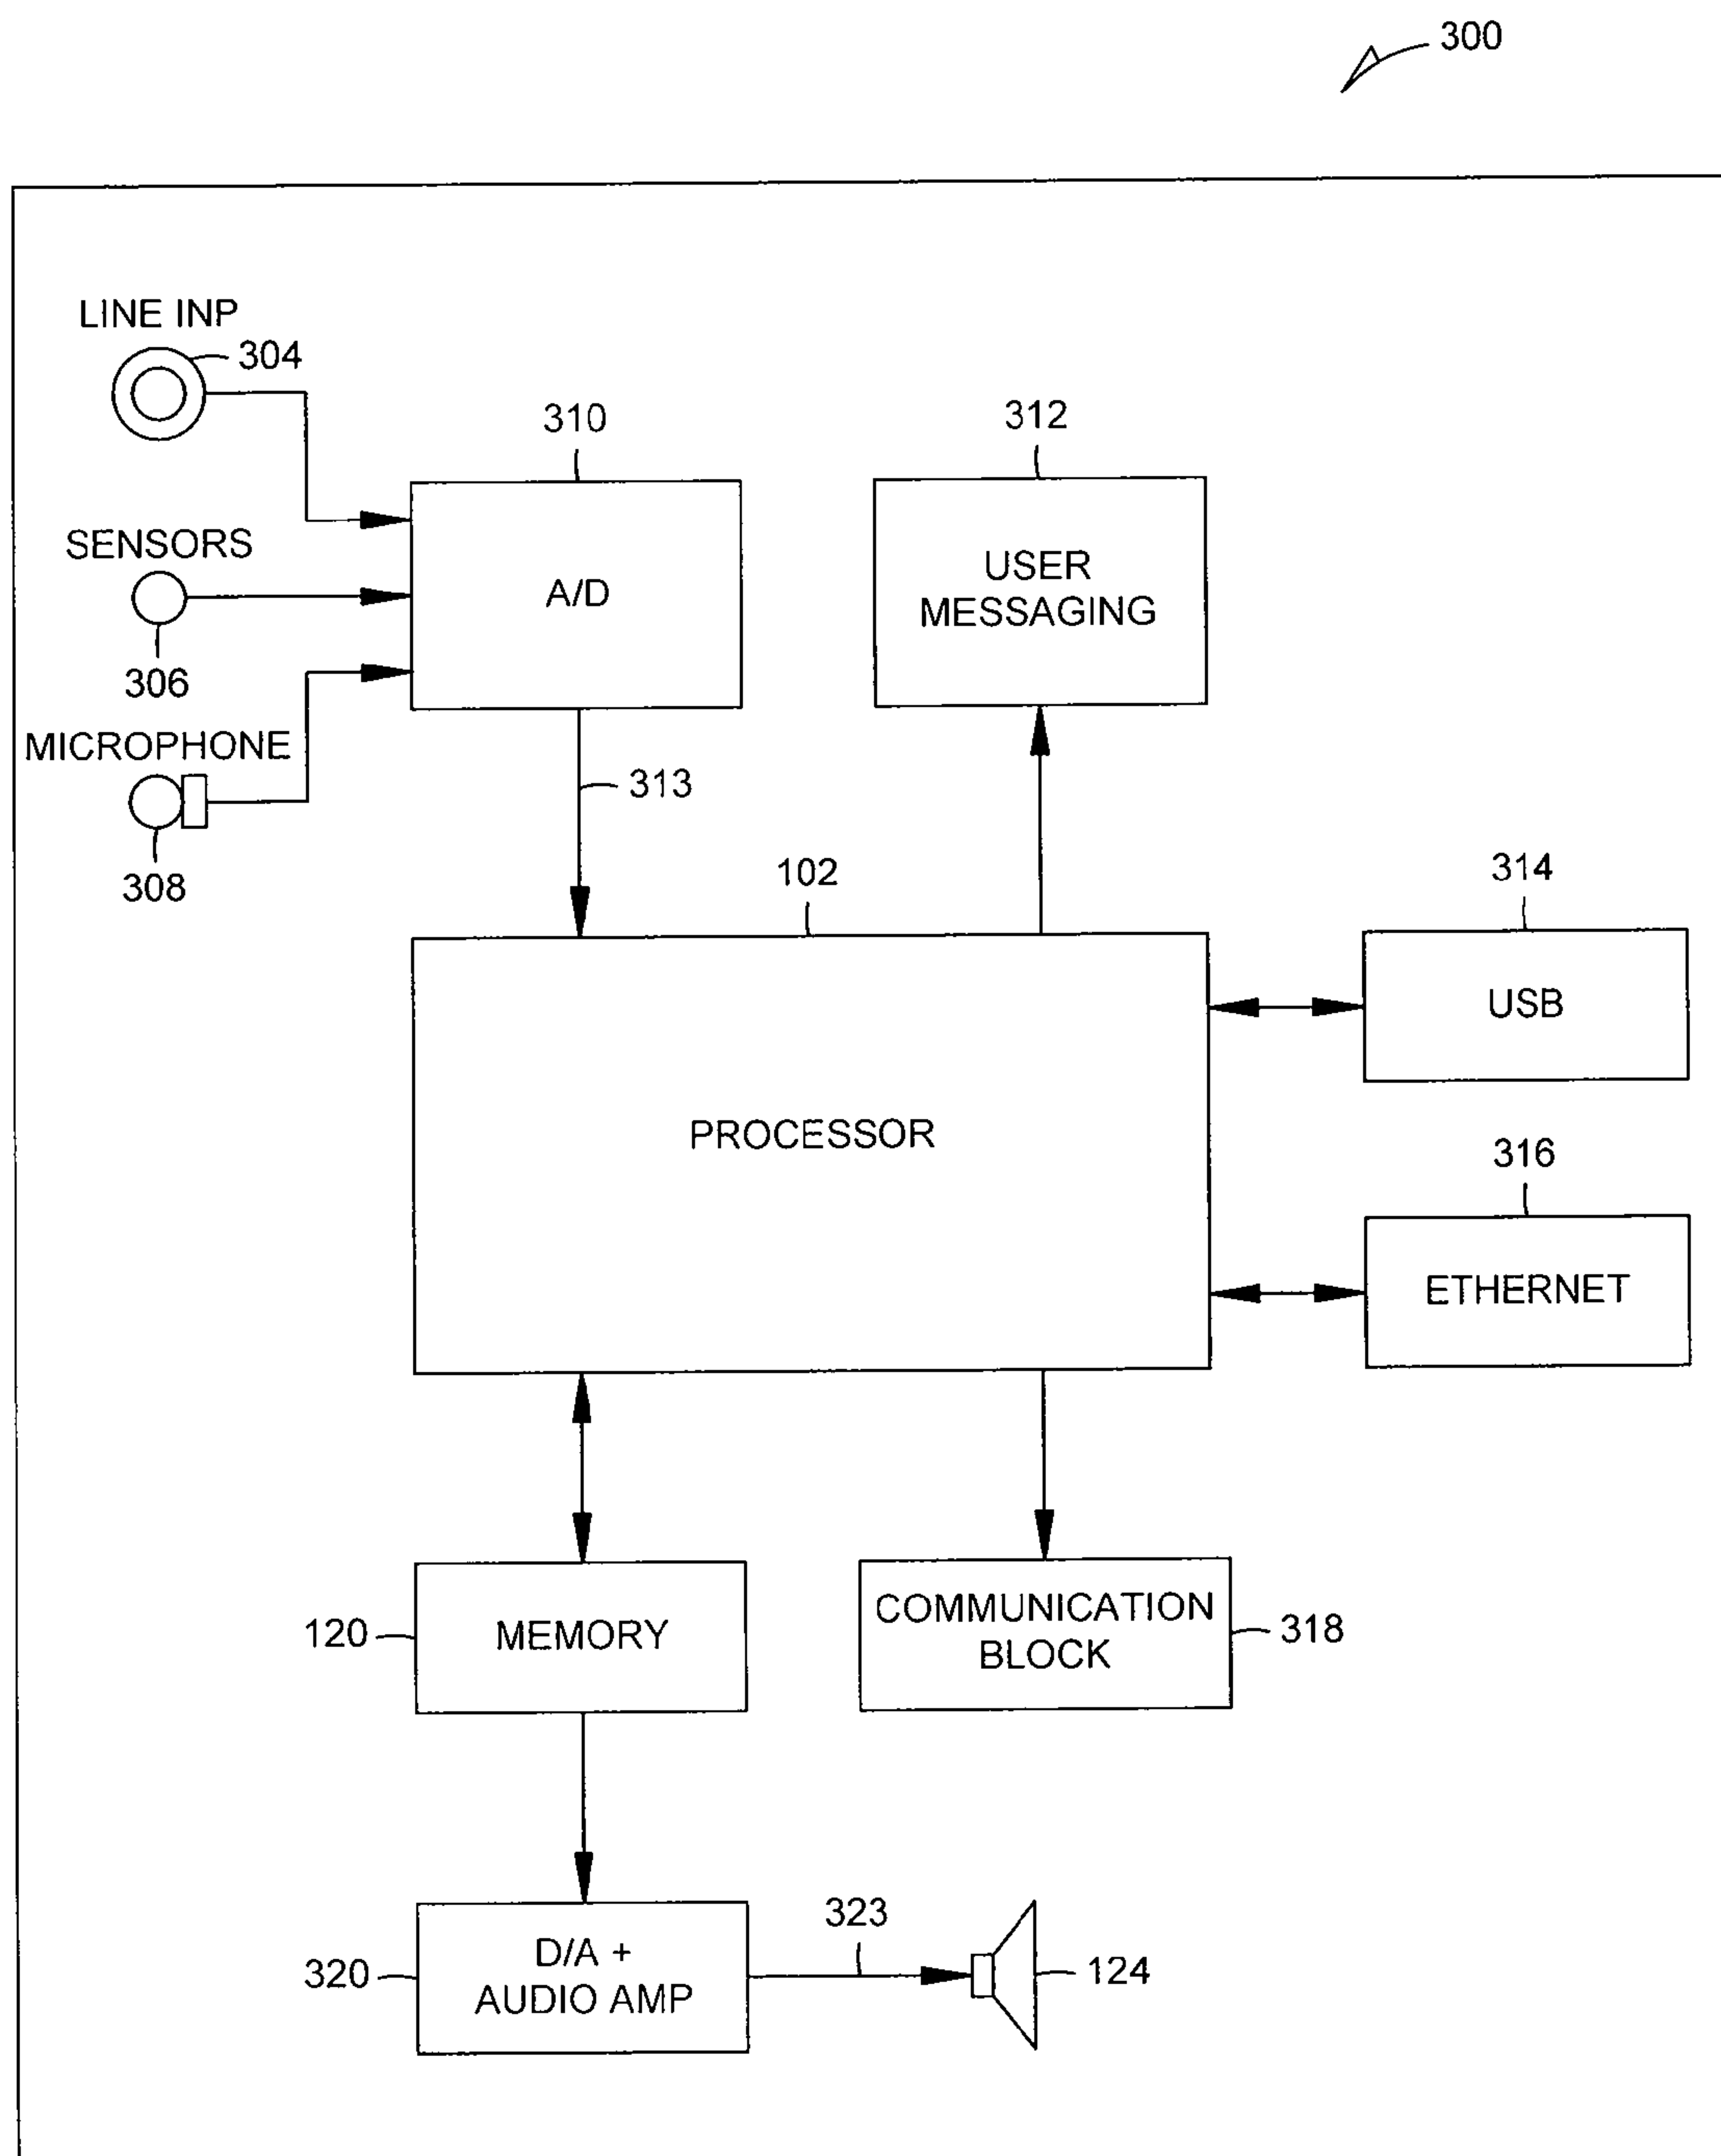 300
LINE INP
304
310
312
SENSORS
A/D
USER
MESSAGING
306
MICROPHONE
313
308
102
314
USB
PROCESSOR
316
ETHERNET
120
MEMORY
COMMUNICATION
BLOCK
318
323
320
D/A +
AUDIO AMP
124